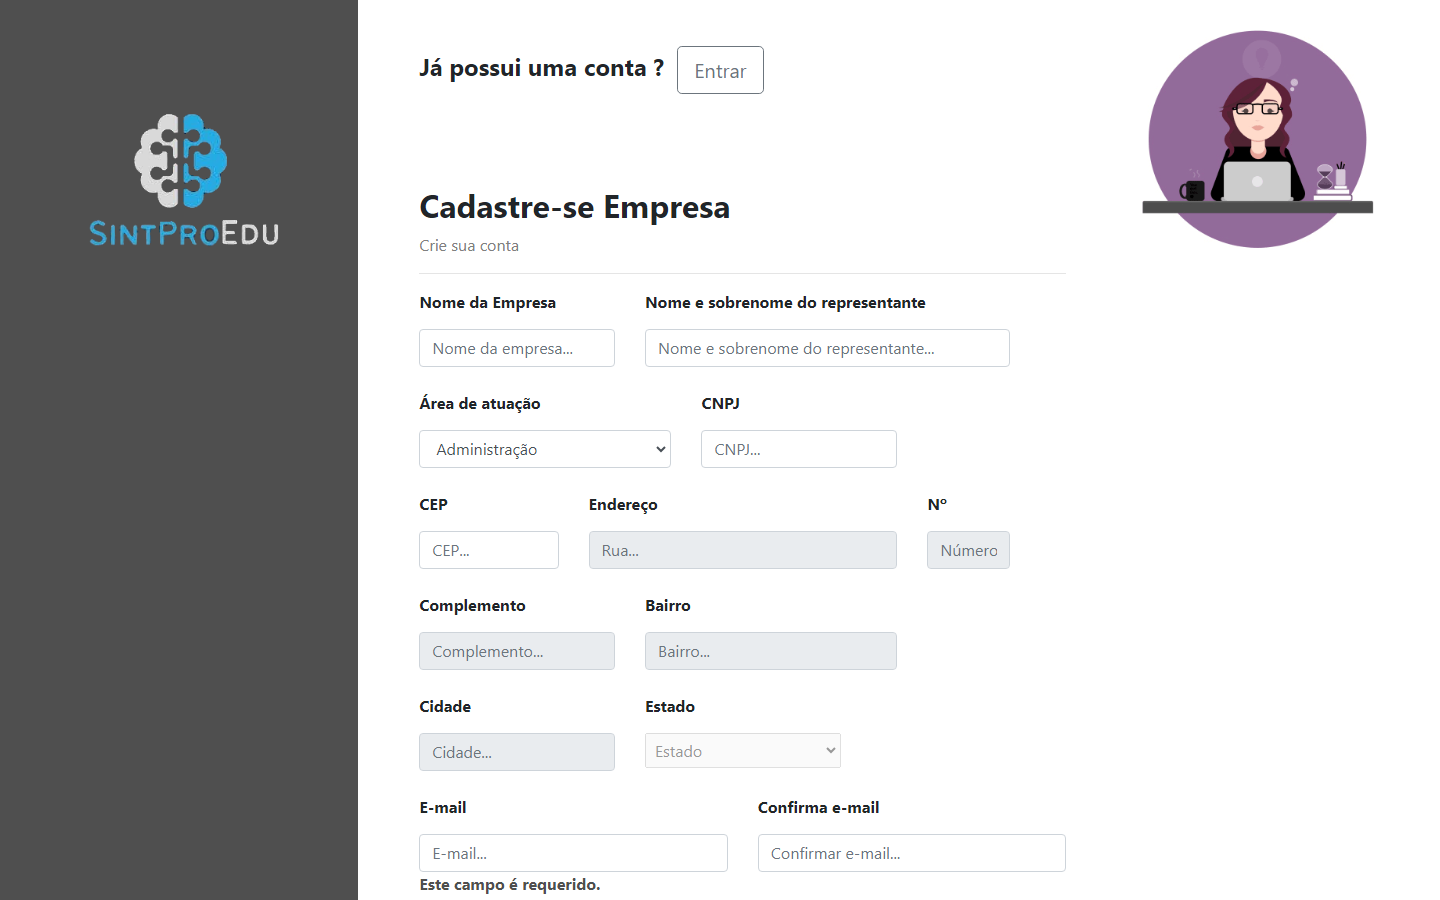 SINTPROEDU
Já possui uma conta ? Entrar
Cadastre-se Empresa
Crie sua conta
Nome da Empresa Nome e sobrenome do representante
Nome da empresa... Nome e sobrenome do representante...
Área de atuação CNPJ
Administração CNPJ...
CEP Endereço Nº
CEP... Rua... Número
Complemento Bairro
Complemento... Bairro...
Cidade Estado
Cidade... Estado
E-mail Confirma e-mail
E-mail... Confirmar e-mail...
Este campo é requerido.